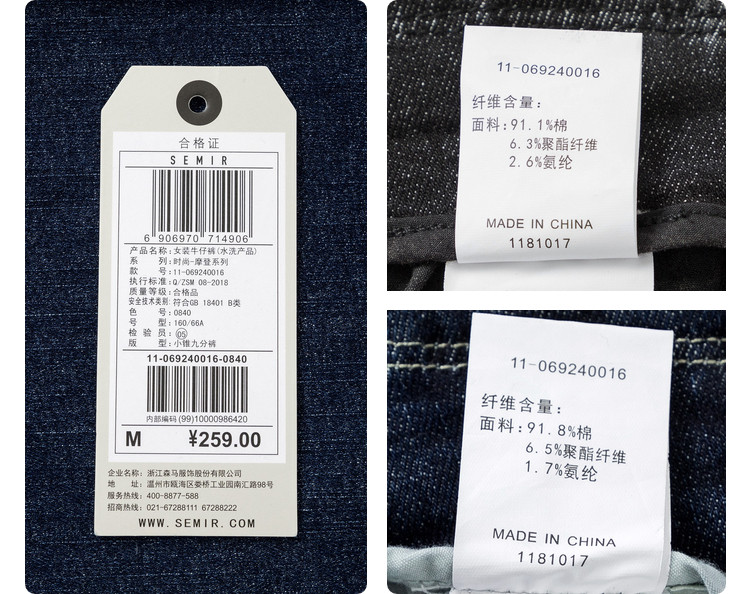 合格证
SEMIR
6 906970 714906
产品名称:女装牛仔裤(水洗产品)
系 列:时尚-摩登系列
款 号:11-069240016
执行标准:Q/ZSM 08-2018
质量等级:合格品
安全技术类别:符合GB 18401 B类
色 号:0840
号 型:160/66A
检 验 员:05
版 型:小锥九分裤
11-069240016-0840
内部编码 (99)10000986420
M ¥259.00
企业名称:浙江森马服饰股份有限公司
地 址:温州市瓯海区娄桥工业园南汇路98号
服务热线:400-8877-588
招商热线:021-67288111 67288222
WWW.SEMIR.COM
11-069240016
纤维含量:
面料:91.1%棉
6.3%聚酯纤维
2.6%氨纶
MADE IN CHINA
1181017
11-069240016
纤维含量:
面料:91.8%棉
6.5%聚酯纤维
1.7%氨纶
MADE IN CHINA
1181017